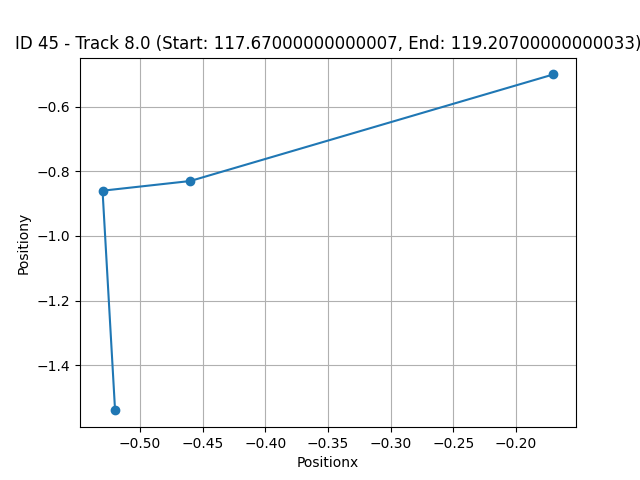 ID 45 - Track 8.0 (Start: 117.67000000000007, End: 119.20700000000033)
Positiony
−0.6
−0.8
−1.0
−1.2
−1.4
−0.50 −0.45 −0.40 −0.35 −0.30 −0.25 −0.20
Positionx